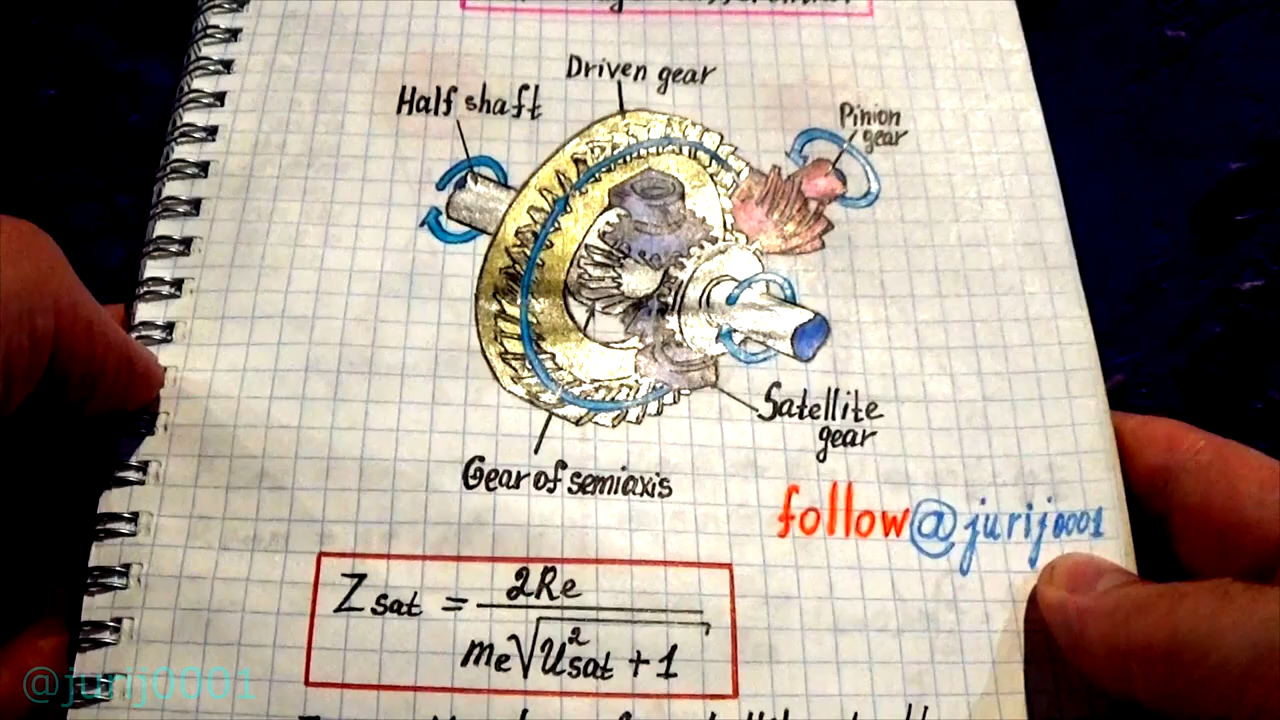 Driven gear
Half shaft
Pinion
gear
Satellite
gear
Gear of semiaxis
follow@jurij0001
Zsat = 2Re / me√U²sat + 1
@jurij0001